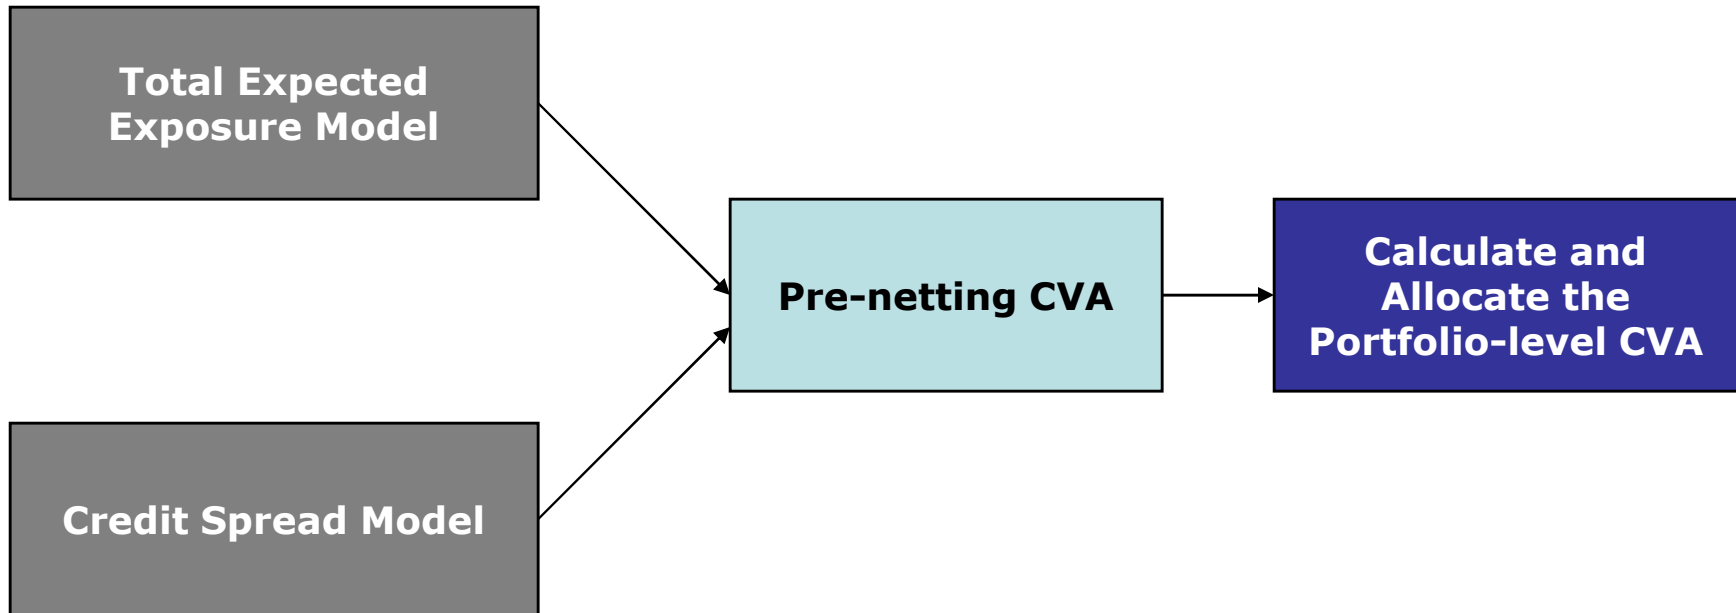 Total Expected
Exposure Model
Credit Spread Model
Pre-netting CVA
Calculate and
Allocate the
Portfolio-level CVA